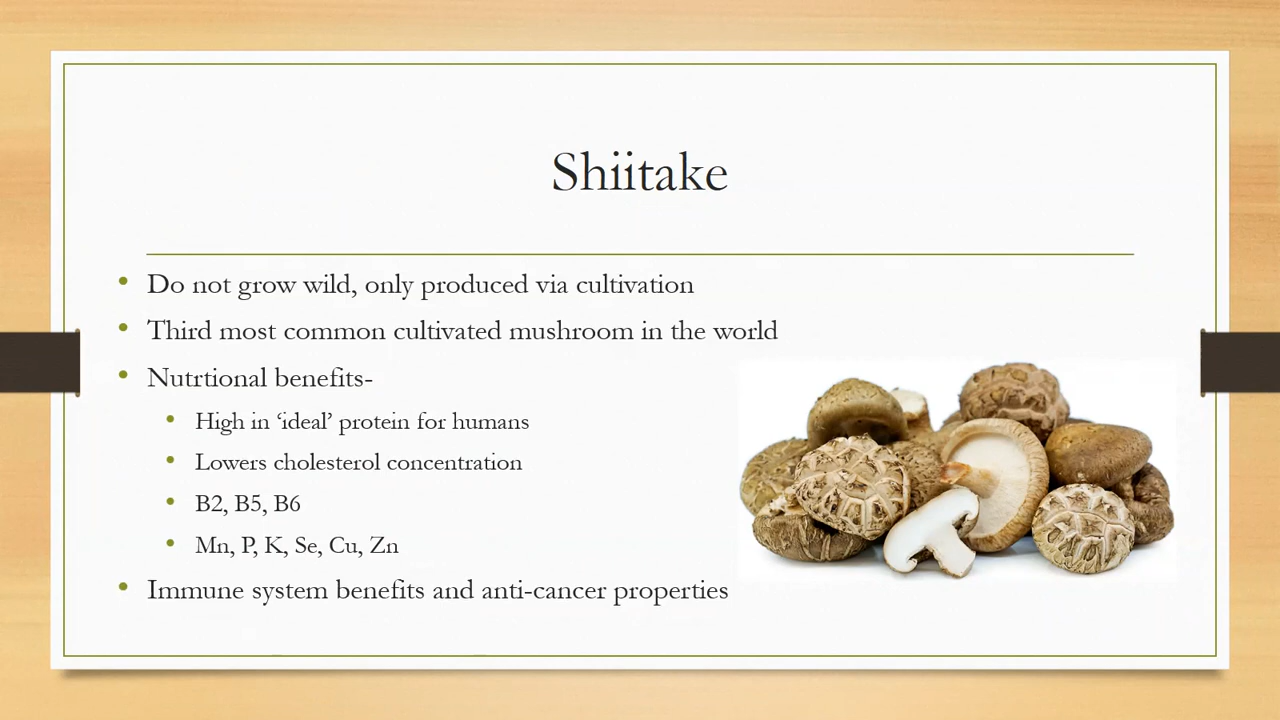 Shiitake
• Do not grow wild, only produced via cultivation
• Third most common cultivated mushroom in the world
• Nutrtional benefits-
• High in ‘ideal’ protein for humans
• Lowers cholesterol concentration
• B2, B5, B6
• Mn, P, K, Se, Cu, Zn
• Immune system benefits and anti-cancer properties